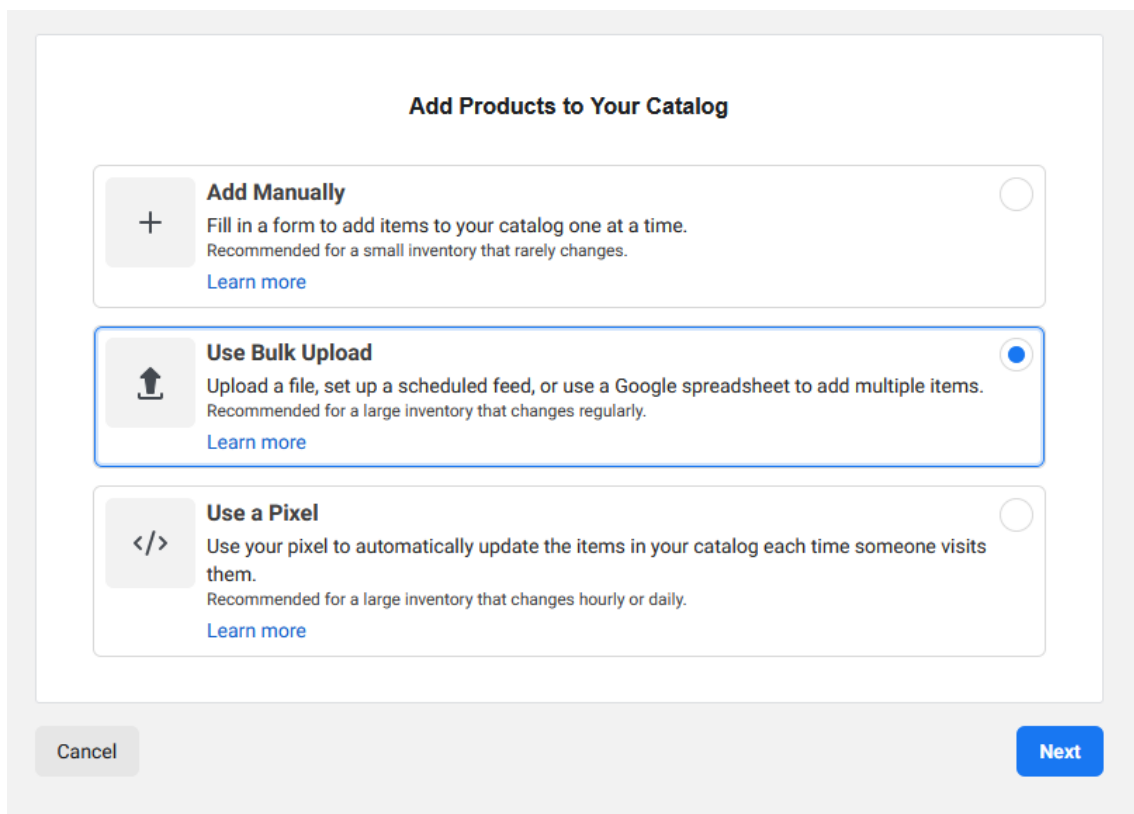 Add Products to Your Catalog
Add Manually
Fill in a form to add items to your catalog one at a time.
Recommended for a small inventory that rarely changes.
Learn more
Use Bulk Upload
Upload a file, set up a scheduled feed, or use a Google spreadsheet to add multiple items.
Recommended for a large inventory that changes regularly.
Learn more
Use a Pixel
Use your pixel to automatically update the items in your catalog each time someone visits
them.
Recommended for a large inventory that changes hourly or daily.
Learn more
Cancel
Next